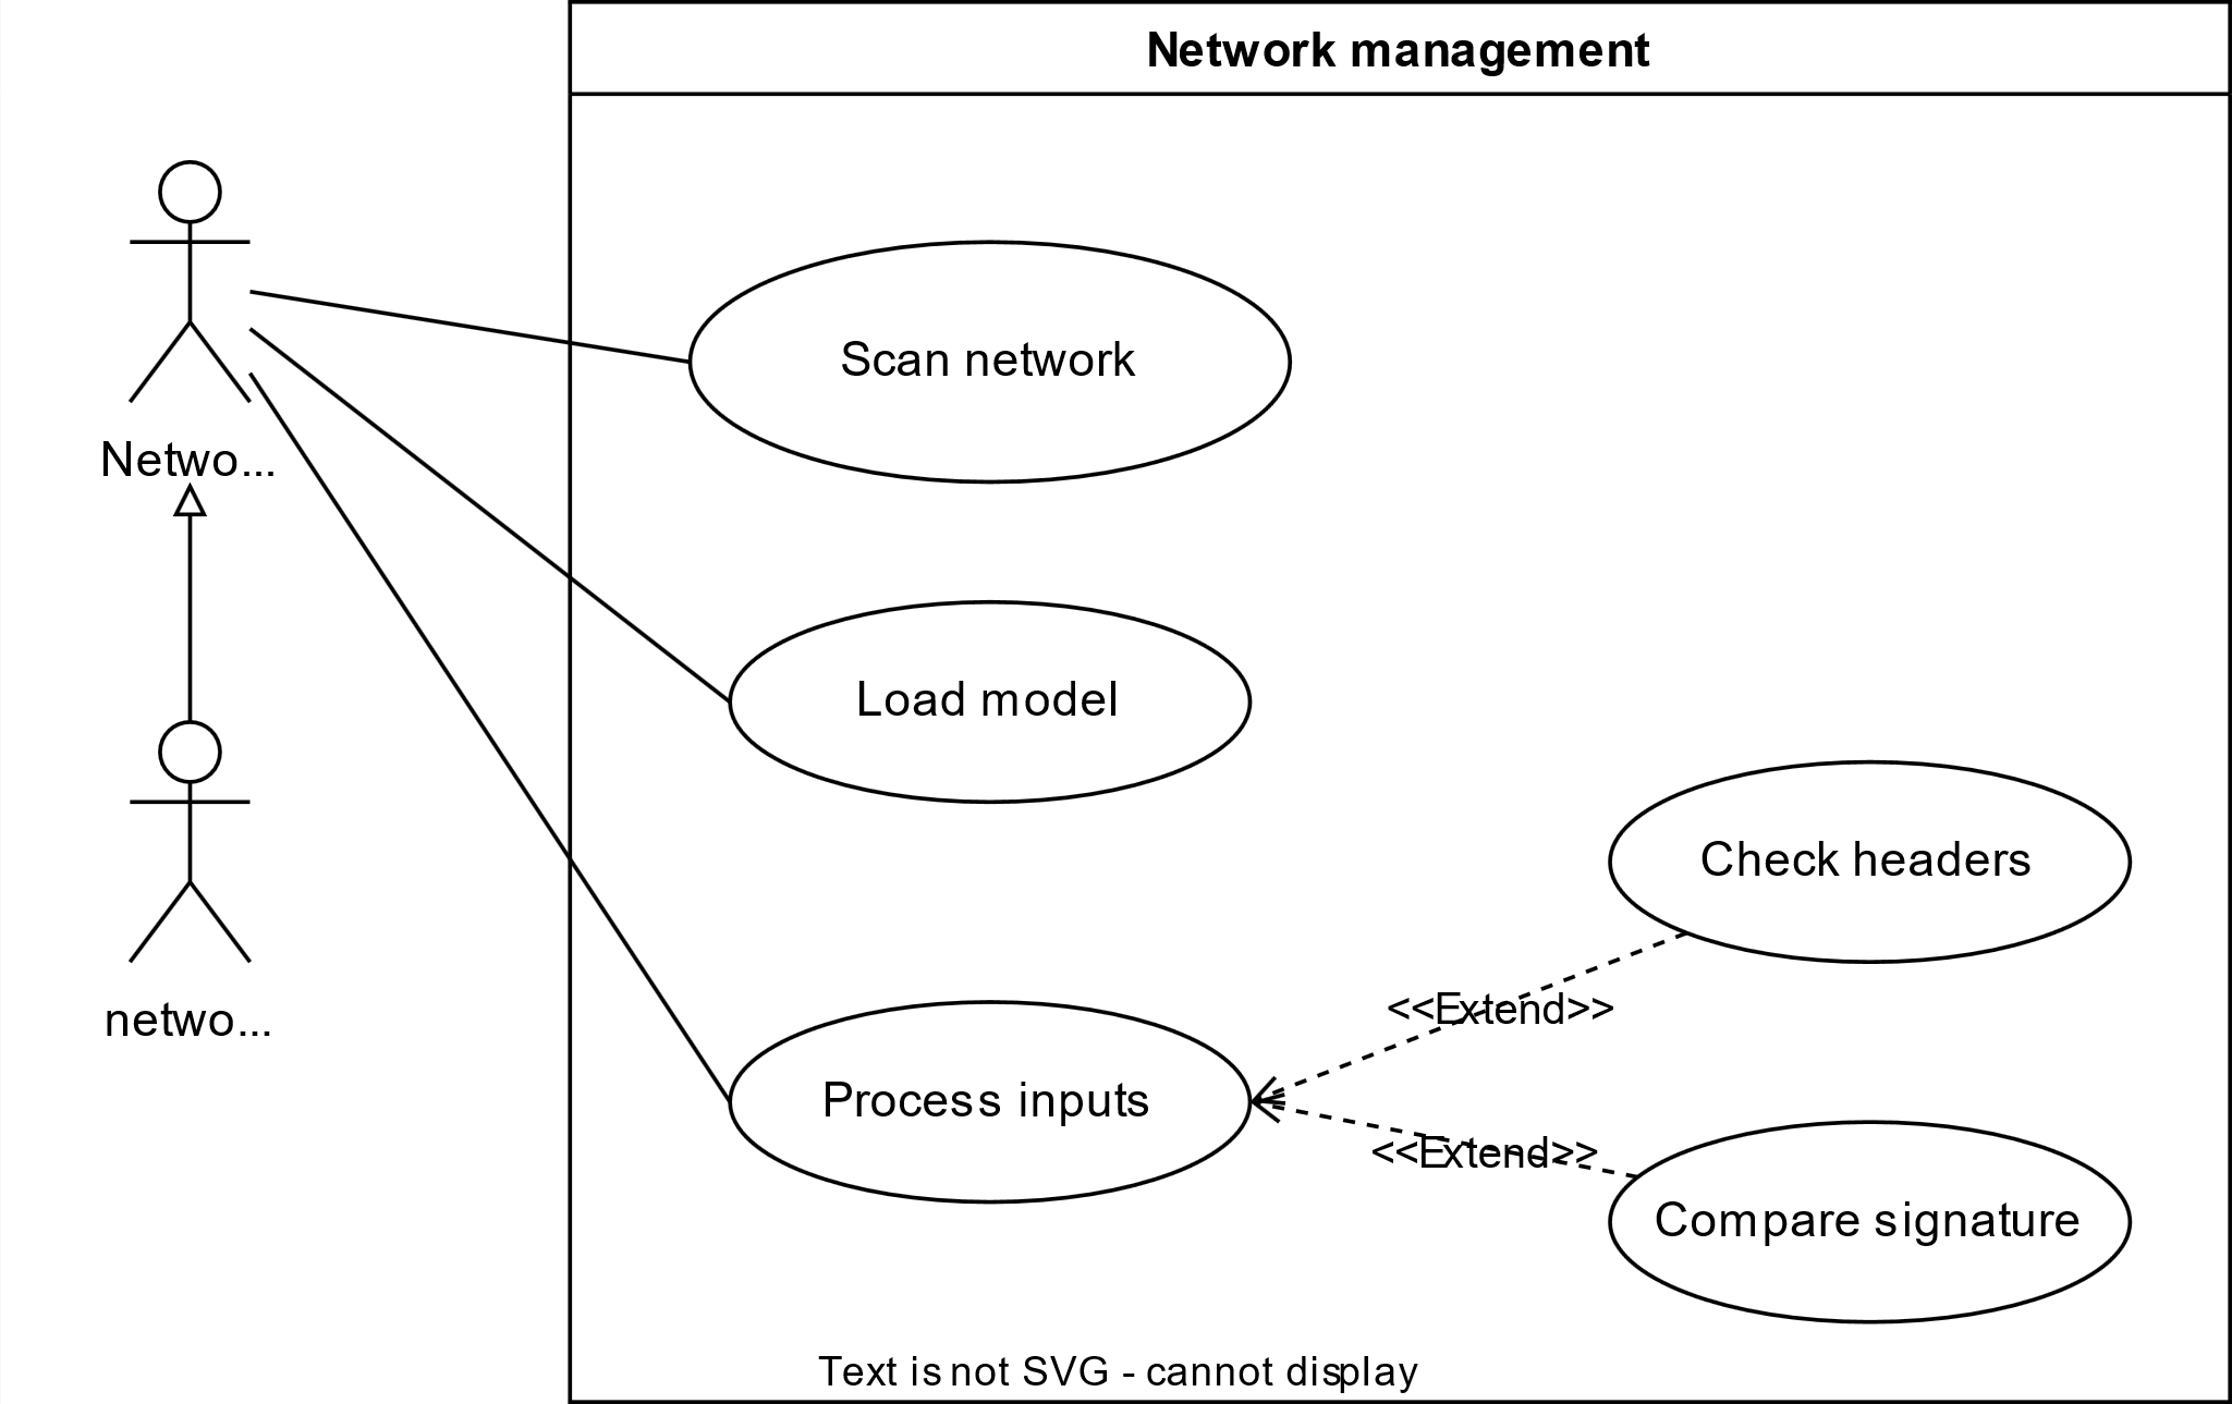 Network management
Scan network
Netwo...
Load model
Check headers
<<Extend>>
netwo...
Process inputs
<<Extend>>
Compare signature
Text is not SVG - cannot display